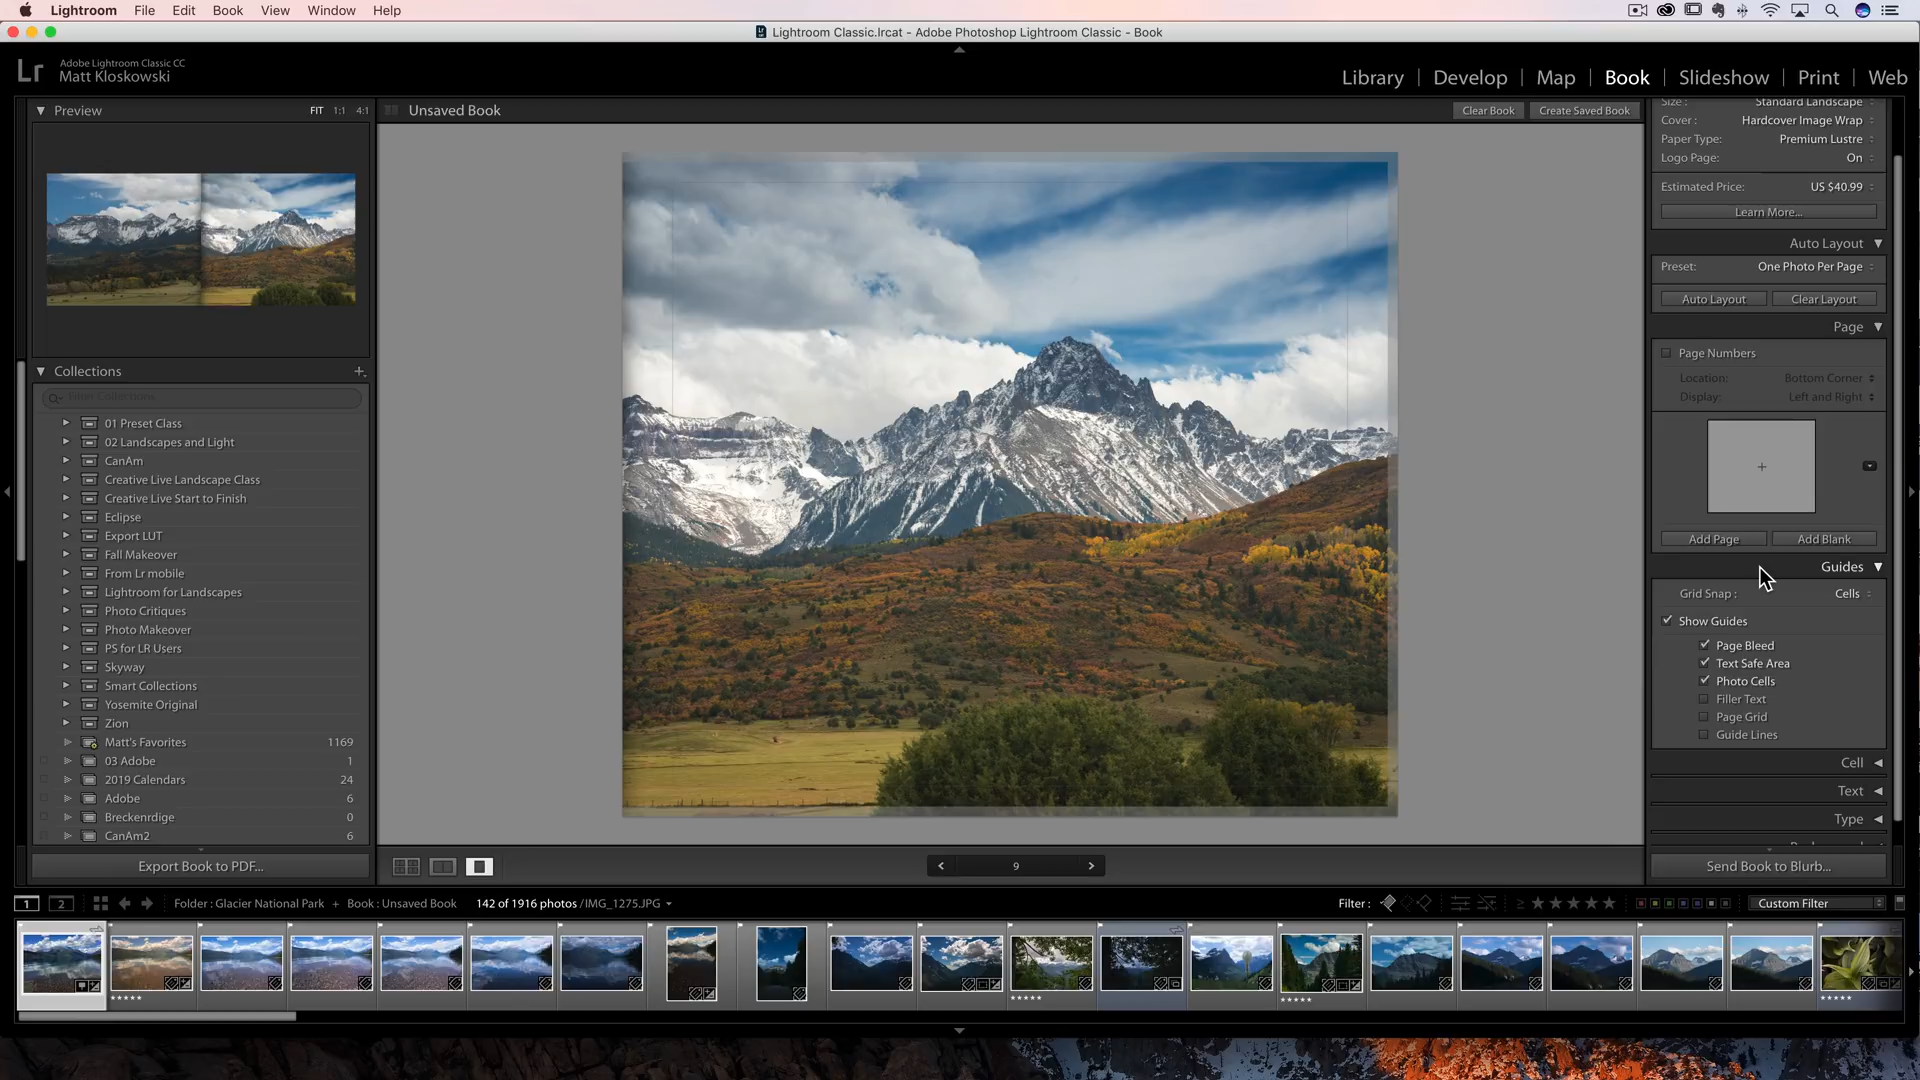 Lightroom File Edit Book View Window Help
Lightroom Classic.lrcat - Adobe Photoshop Lightroom Classic - Book
Lr
Adobe Lightroom Classic CC
Matt Kloskowski
Library | Develop | Map | Book | Slideshow | Print | Web
Preview FIT 1:1 4:1
Unsaved Book
Clear Book
Create Saved Book
Collections
Filter Collections
01 Preset Class
02 Landscapes and Light
CanAm
Creative Live Landscape Class
Creative Live Start to Finish
Eclipse
Export LUT
Fall Makeover
From Lr mobile
Lightroom for Landscapes
Photo Critiques
Photo Makeover
PS for LR Users
Skyway
Smart Collections
Yosemite Original
Zion
Matt's Favorites 1169
03 Adobe 1
2019 Calendars 24
Adobe 6
Breckenrdige 0
CanAm2 6
Export Book to PDF...
9
Size : Standard Landscape
Cover : Hardcover Image Wrap
Paper Type: Premium Lustre
Logo Page: On
Estimated Price: US $40.99
Learn More...
Auto Layout
Preset: One Photo Per Page
Auto Layout Clear Layout
Page
Page Numbers
Location: Bottom Corner
Display: Left and Right
Add Page Add Blank
Guides
Grid Snap : Cells
Show Guides
Page Bleed
Text Safe Area
Photo Cells
Filler Text
Page Grid
Guide Lines
Cell
Text
Type
Send Book to Blurb...
1 2 Folder : Glacier National Park + Book : Unsaved Book 142 of 1916 photos /IMG_1275.JPG
Filter : Custom Filter